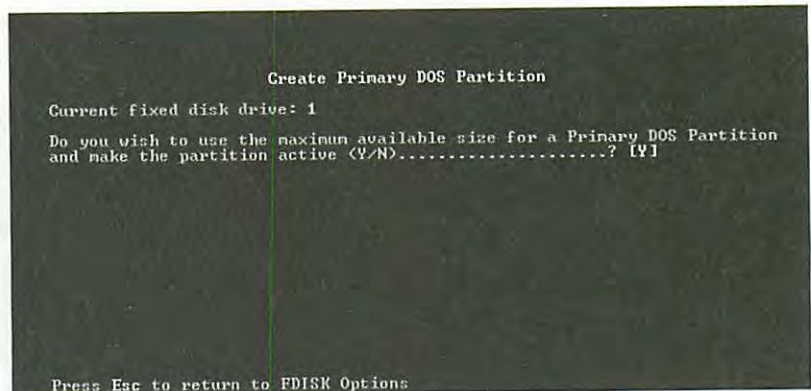 Create Primary DOS Partition
Current fixed disk drive: 1
Do you wish to use the maximum available size for a Primary DOS Partition
and make the partition active (Y/N).....................? [Y]
Press Esc to return to FDISK Options